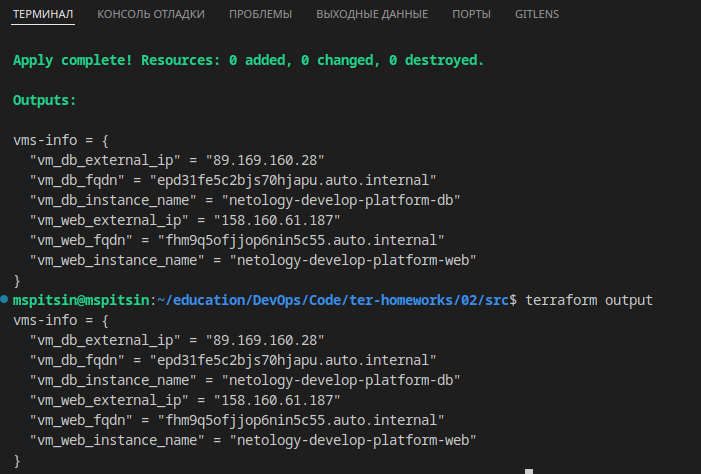 ТЕРМИНАЛ КОНСОЛЬ ОТЛАДКИ ПРОБЛЕМЫ ВЫХОДНЫЕ ДАННЫЕ ПОРТЫ GITLENS
Apply complete! Resources: 0 added, 0 changed, 0 destroyed.
Outputs:
vms-info = {
  "vm_db_external_ip" = "89.169.160.28"
  "vm_db_fqdn" = "epd31fe5c2bjs70hjapu.auto.internal"
  "vm_db_instance_name" = "netology-develop-platform-db"
  "vm_web_external_ip" = "158.160.61.187"
  "vm_web_fqdn" = "fhm9q5ofjjop6nin5c55.auto.internal"
  "vm_web_instance_name" = "netology-develop-platform-web"
}
mspitsin@mspitsin:~/education/DevOps/Code/ter-homeworks/02/src$ terraform output
vms-info = {
  "vm_db_external_ip" = "89.169.160.28"
  "vm_db_fqdn" = "epd31fe5c2bjs70hjapu.auto.internal"
  "vm_db_instance_name" = "netology-develop-platform-db"
  "vm_web_external_ip" = "158.160.61.187"
  "vm_web_fqdn" = "fhm9q5ofjjop6nin5c55.auto.internal"
  "vm_web_instance_name" = "netology-develop-platform-web"
}